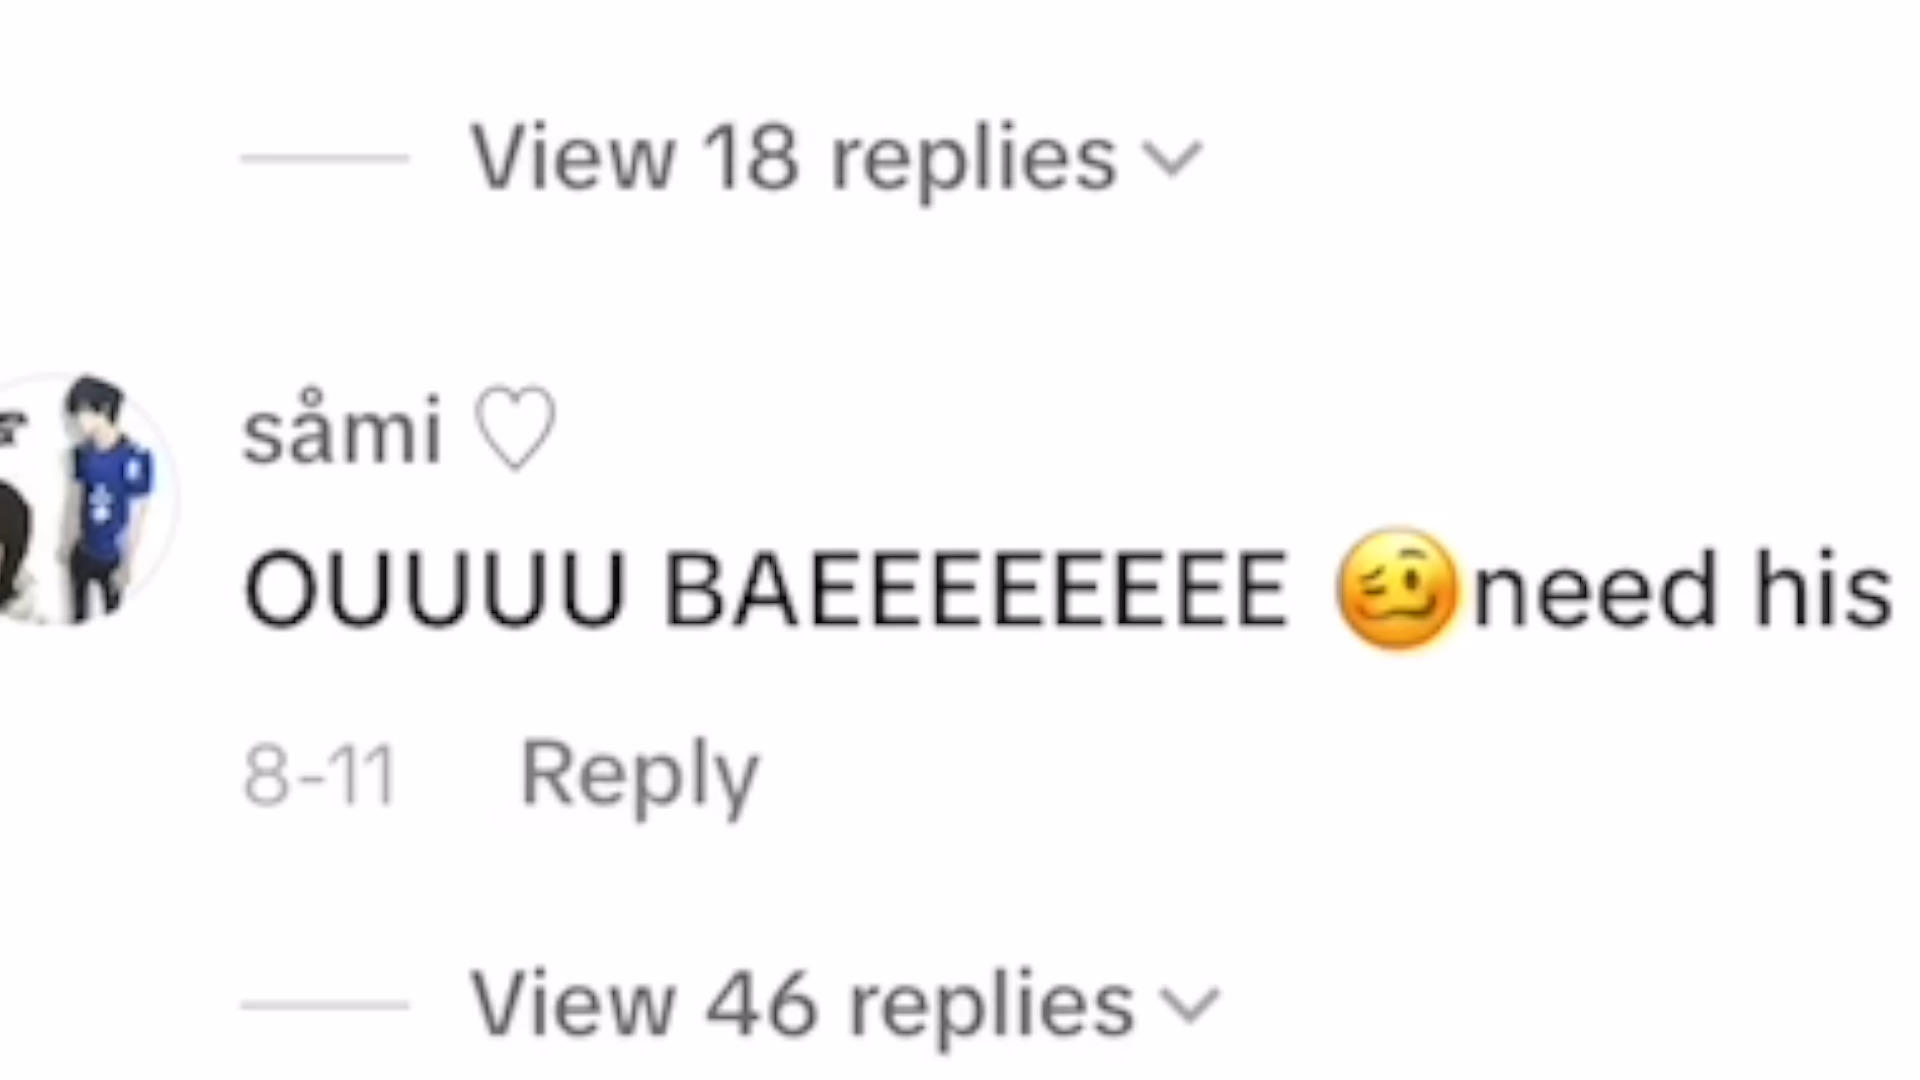 View 18 replies
såmi ♡
OUUUU BAEEEEEEEE 🥴need his
8-11 Reply
View 46 replies